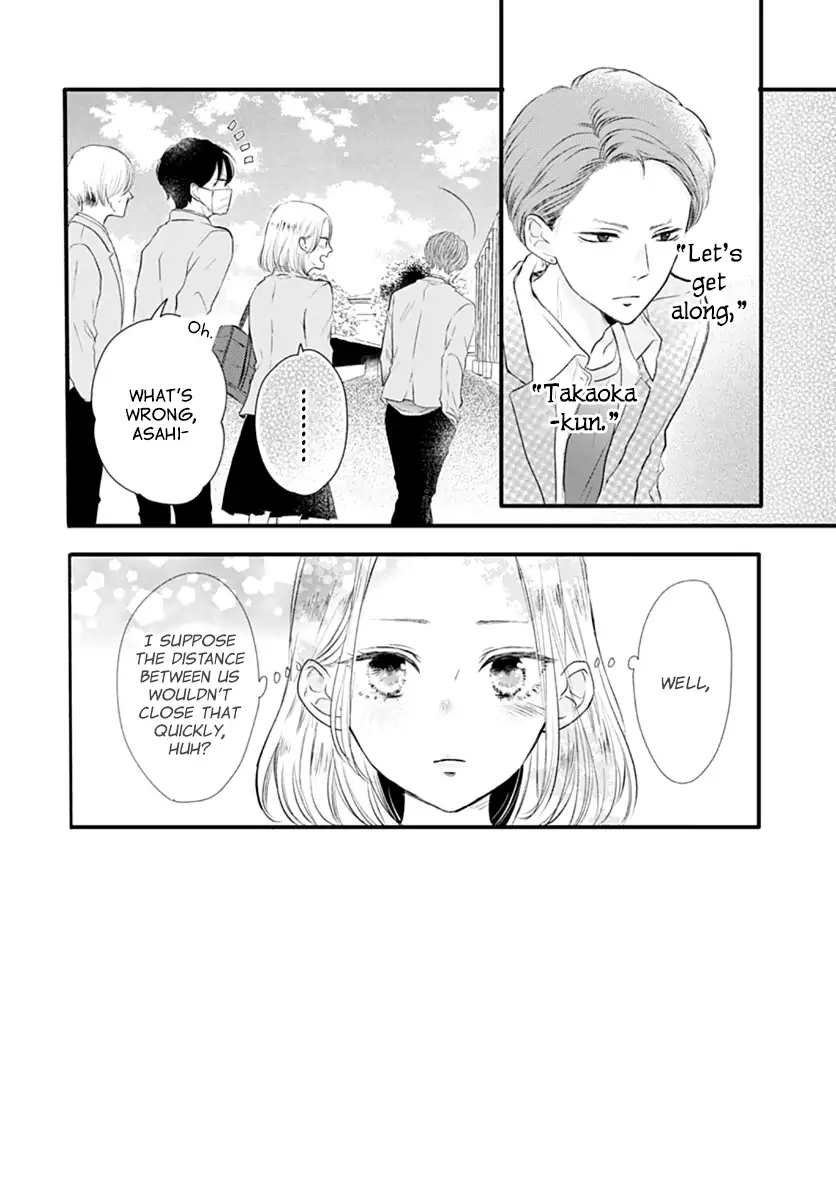 "Let's
get
along,"
"Takaoka
-kun."
.........
Oh.
WHAT'S
WRONG,
ASAHI-
WELL,
I SUPPOSE
THE DISTANCE
BETWEEN US
WOULDN'T
CLOSE THAT
QUICKLY,
HUH?